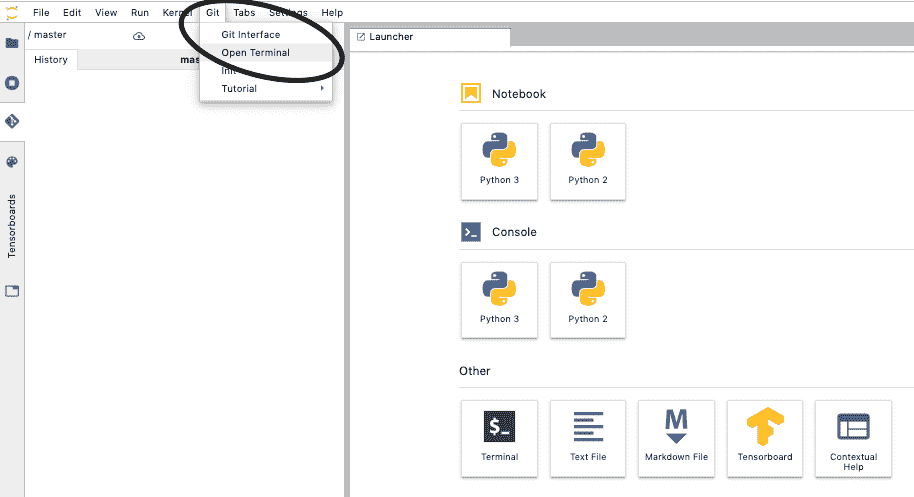 File Edit View Run Kernel Git Tabs Settings Help
/ master
History
Git Interface
Open Terminal
Init
Tutorial
Tensorboards
Launcher
Notebook
Python 3 Python 2
Console
Python 3 Python 2
Other
$_
M
Terminal Text File Markdown File Tensorboard Contextual
Help